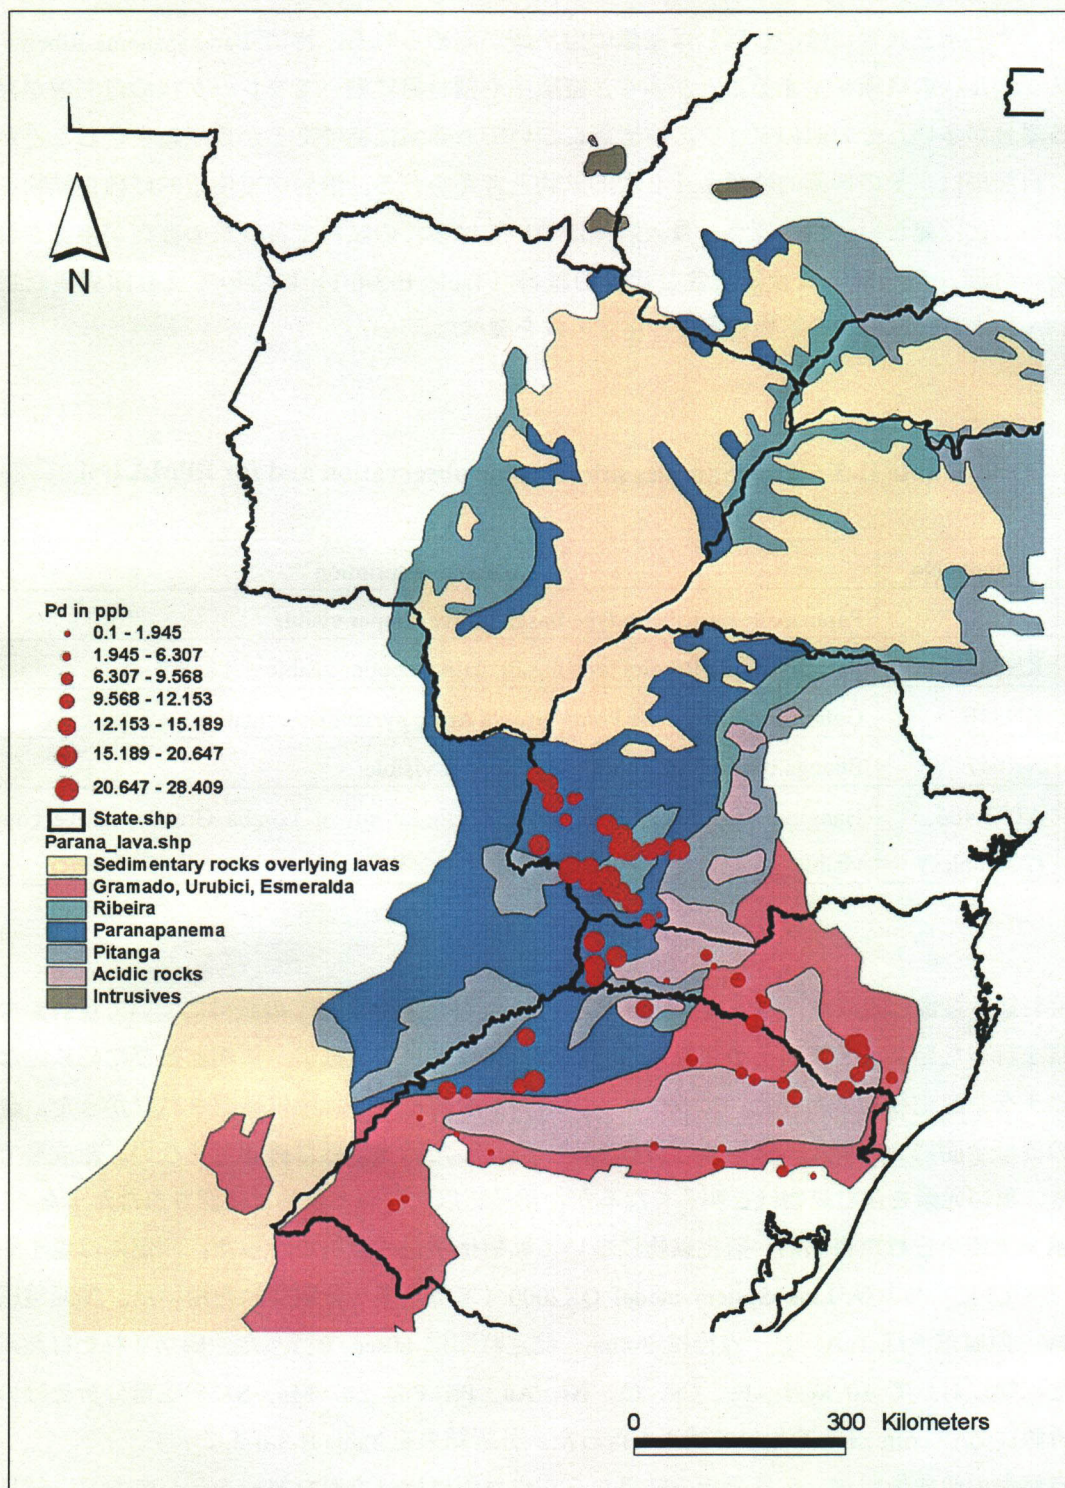 N
Pd in ppb
0.1 - 1.945
1.945 - 6.307
6.307 - 9.568
9.568 - 12.153
12.153 - 15.189
15.189 - 20.647
20.647 - 28.409
State.shp
Parana_lava.shp
Sedimentary rocks overlying lavas
Gramado, Urubici, Esmeralda
Ribeira
Paranapanema
Pitanga
Acidic rocks
Intrusives
0 300 Kilometers